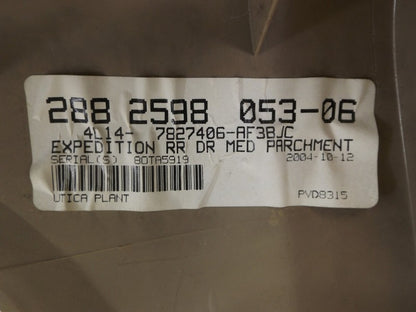 288 2598 053-06
4L14- 7827406-AF3BJC
EXPEDITION RR DR MED PARCHMENT
SERIAL(S) 80TA5919 2004-10-12
UTICA PLANT PVD8315